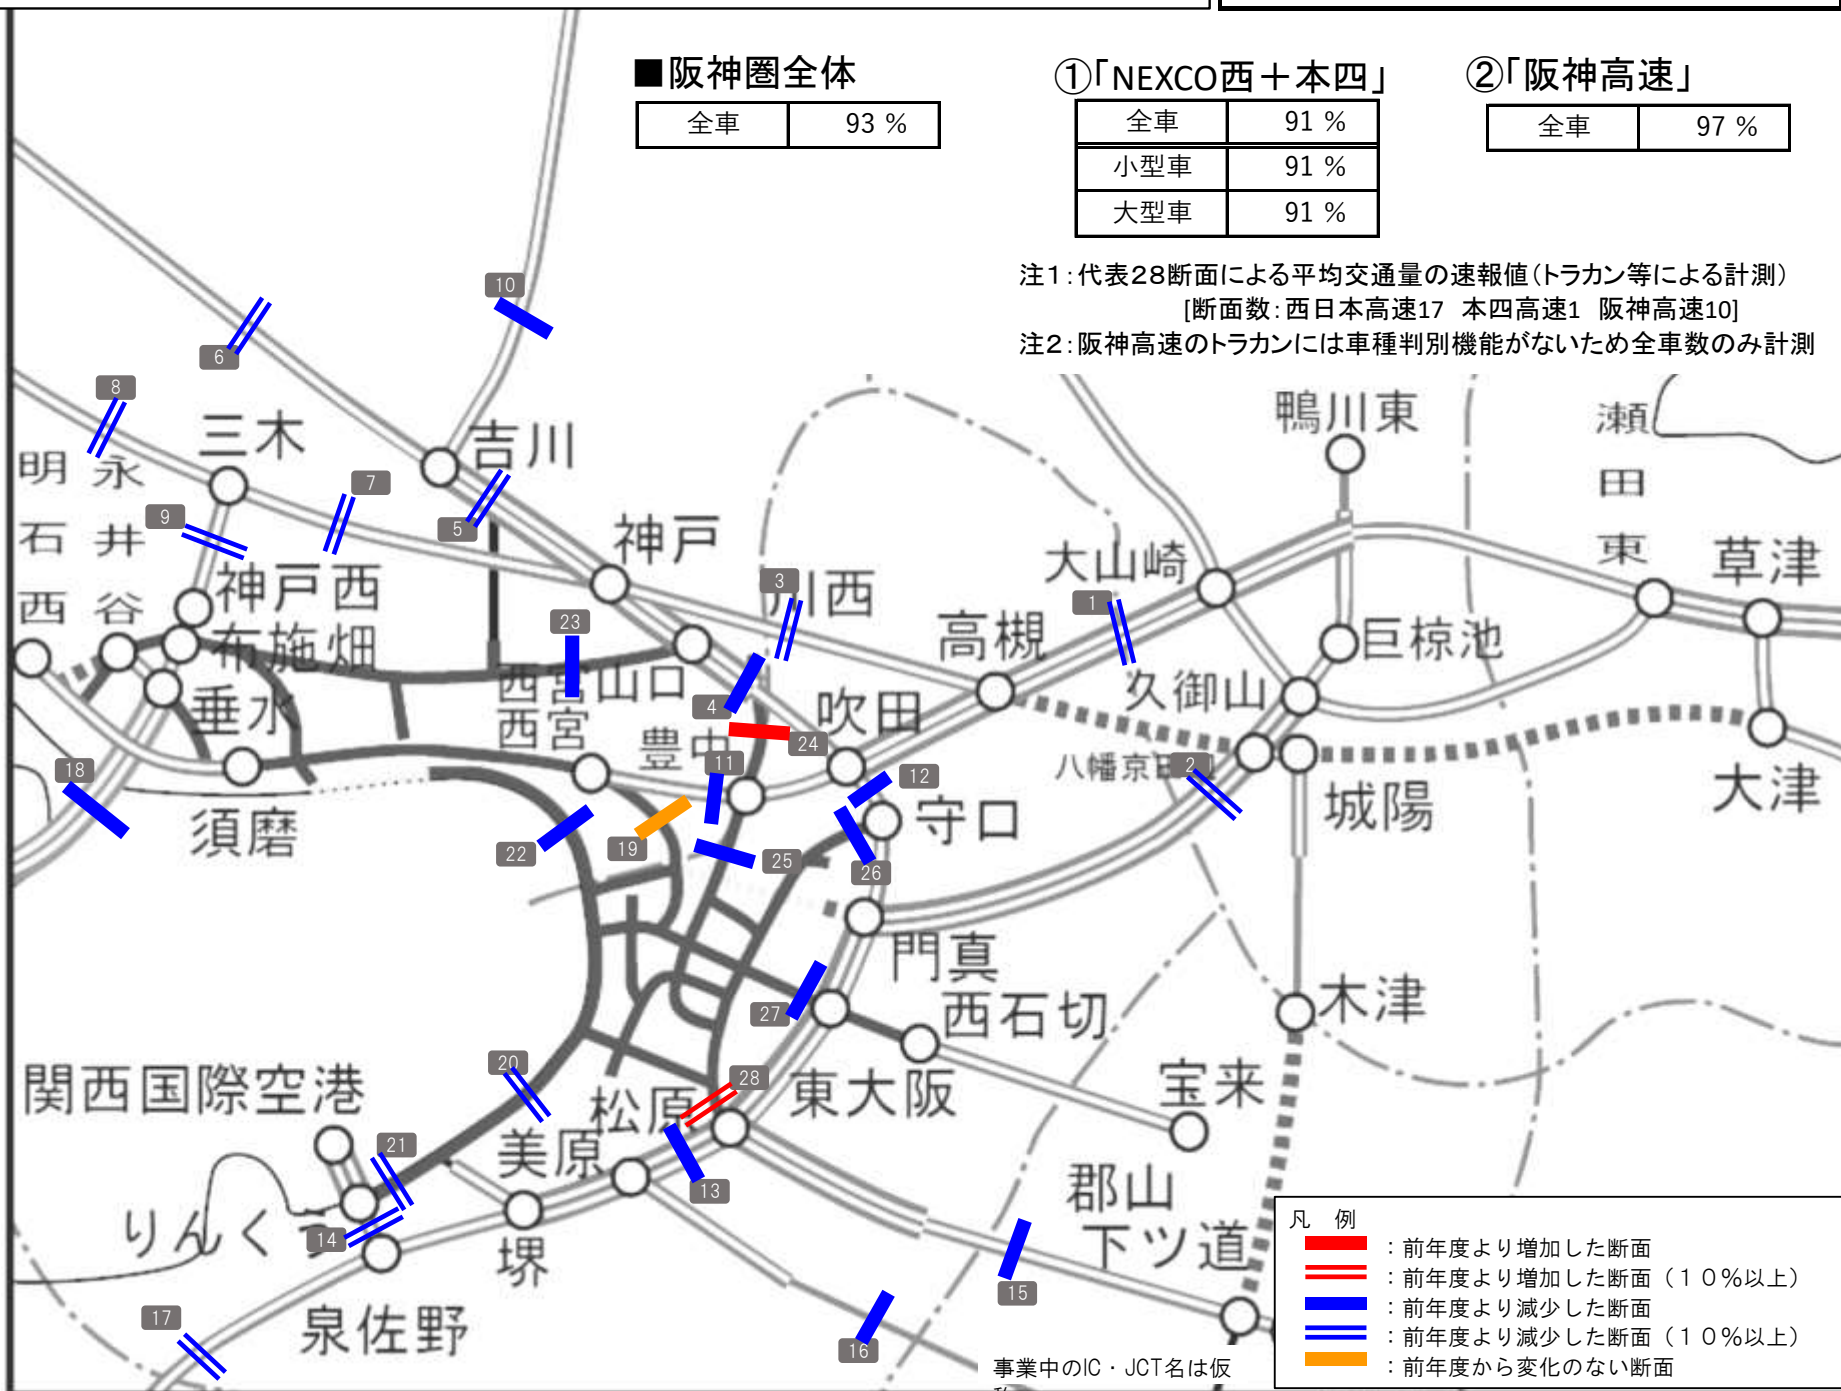 ■阪神圏全体
全車 93 %
①「NEXCO西＋本四」
全車 91 %
小型車 91 %
大型車 91 %
②「阪神高速」
全車 97 %
注1：代表28断面による平均交通量の速報値（トラカン等による計測）
[断面数：西日本高速17 本四高速1 阪神高速10]
注2：阪神高速のトラカンには車種判別機能がないため全車数のみ計測
10
6
8
三木
吉川
鴨川東
瀬田東
明石西
永井谷
7
9
5
神戸
大山崎
草津
神戸西
3
川西
1
布施畑
23
高槻
巨椋池
西宮山口
久御山
垂水
4
吹田
西宮
豊中
24
11
12
八幡京田辺
2
大津
18
須磨
守口
城陽
22
19
25
26
門真
27
西石切
木津
関西国際空港
20
28
松原
東大阪
宝来
21
美原
13
郡山
りんくう
14
堺
下ツ道
15
17
泉佐野
16
事業中のIC・JCT名は仮
凡 例
：前年度より増加した断面
：前年度より増加した断面（１０％以上）
：前年度より減少した断面
：前年度より減少した断面（１０％以上）
：前年度から変化のない断面